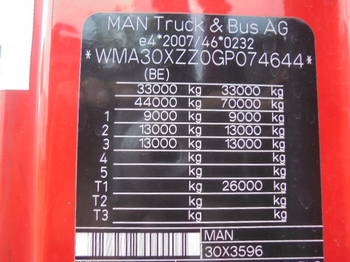 MAN Truck & Bus AG
e4*2007/46*0232
*WMA30XZZ0GP074644*
(BE)
33000 kg 33000 kg
44000 kg 70000 kg
1 9000 kg 9000 kg
2 13000 kg 13000 kg
3 13000 kg 13000 kg
4 kg kg
5 kg kg
T1 kg 26000 kg
T2 kg kg
T3 kg kg
MAN
30X3596